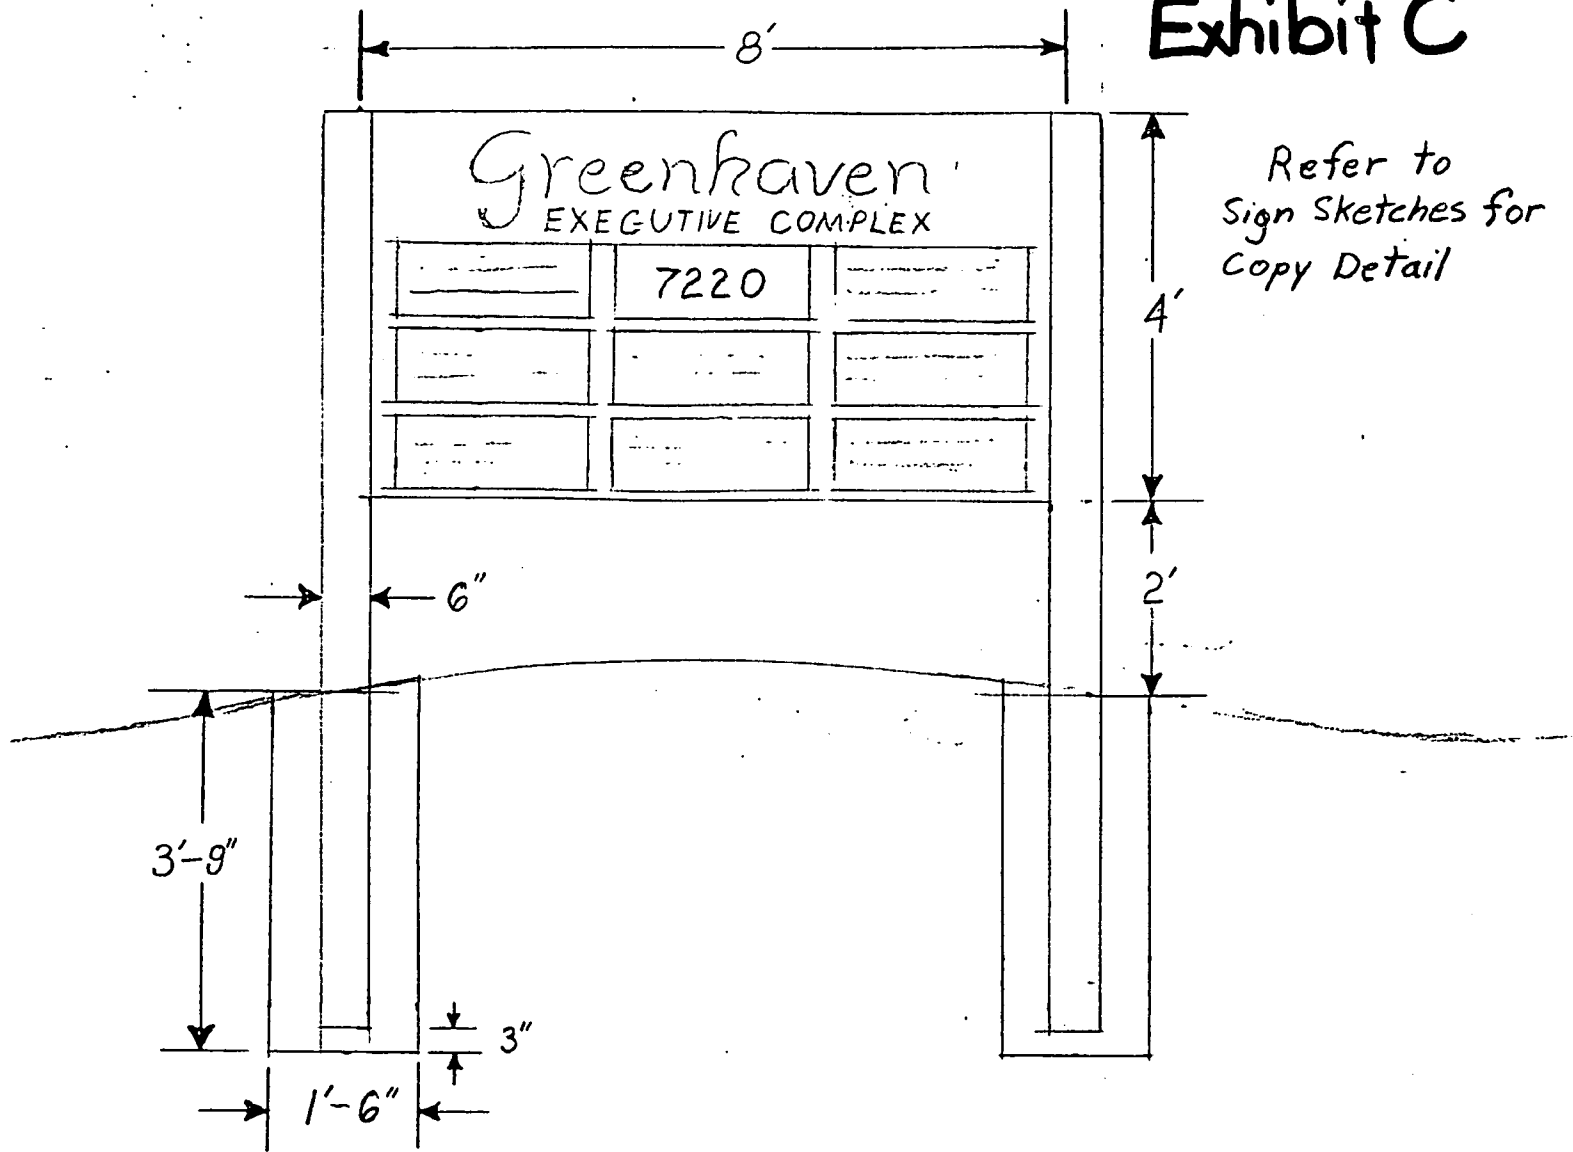 Exhibit C
8'
Greenhaven
EXECUTIVE COMPLEX
7220
Refer to
Sign Sketches for
Copy Detail
4'
6"
2'
3'-9"
3"
1'-6"